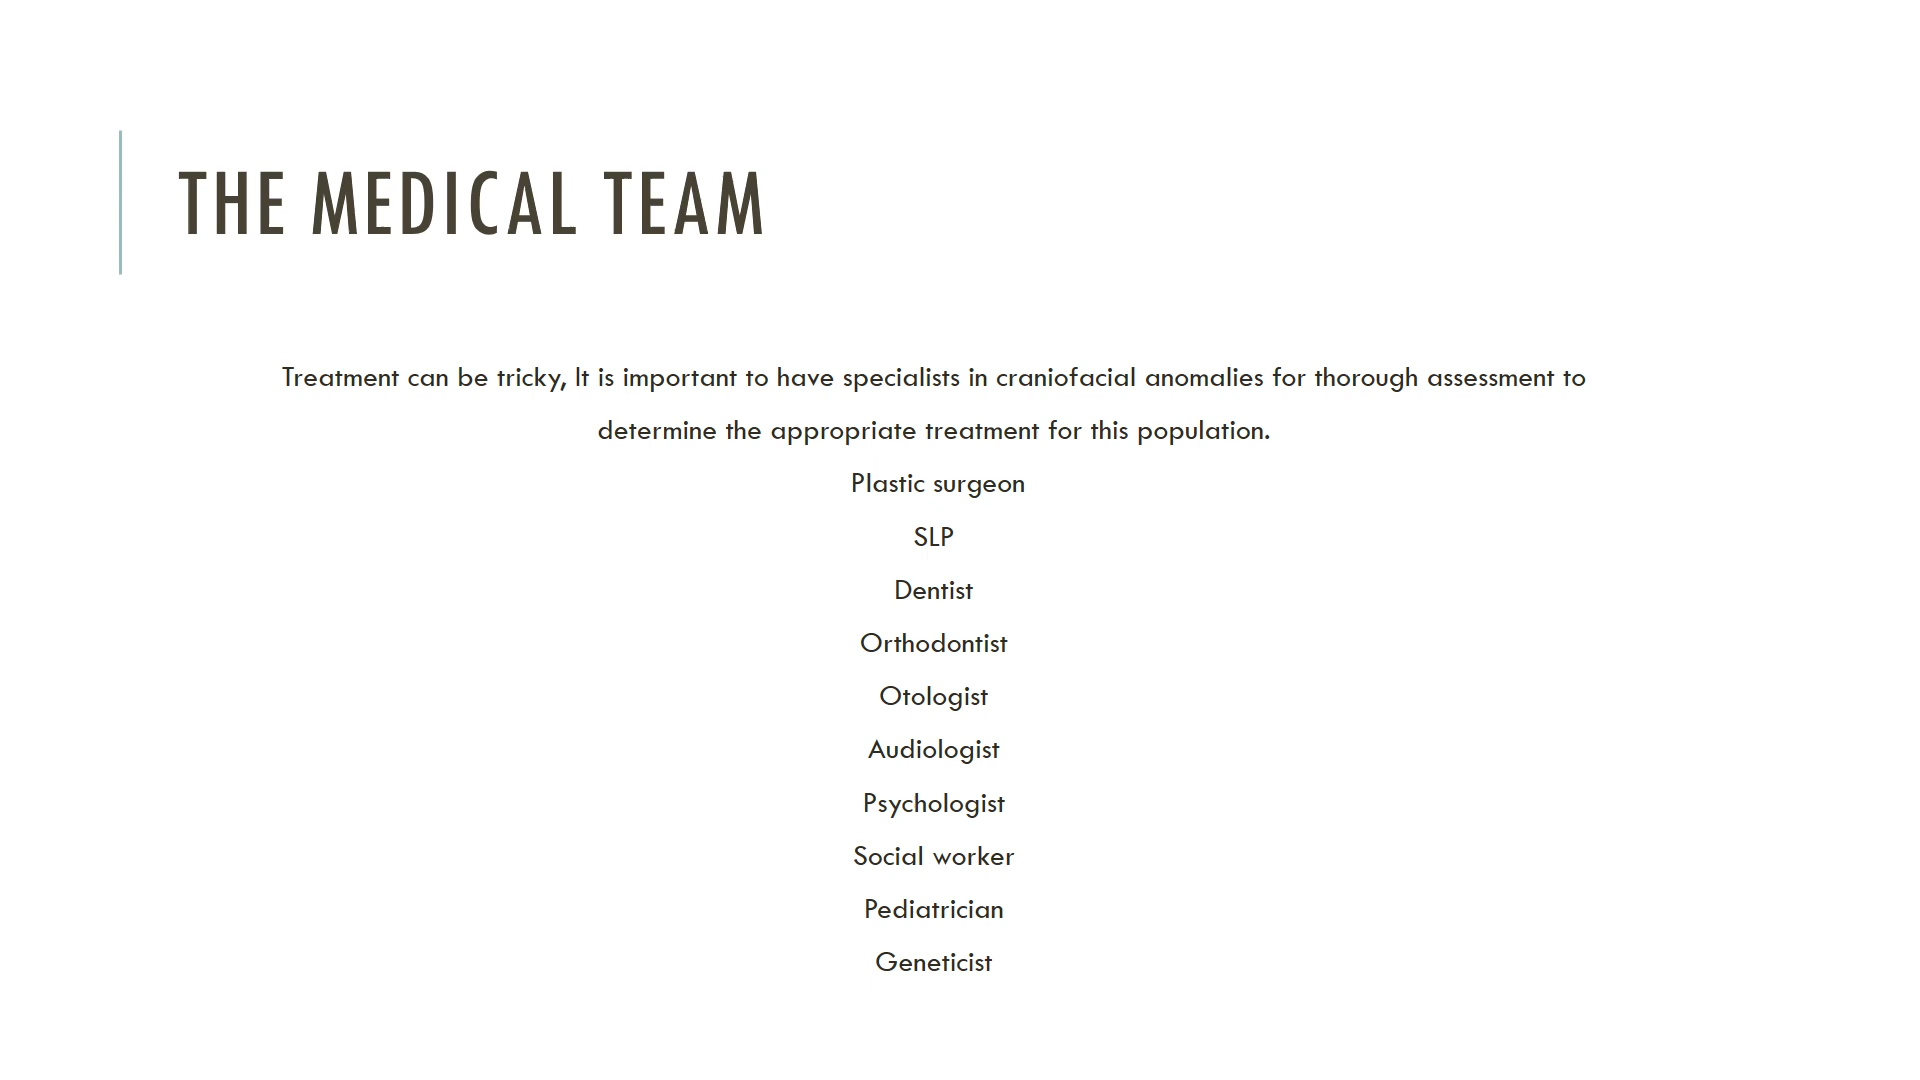 THE MEDICAL TEAM
Treatment can be tricky, It is important to have specialists in craniofacial anomalies for thorough assessment to
determine the appropriate treatment for this population.
Plastic surgeon
SLP
Dentist
Orthodontist
Otologist
Audiologist
Psychologist
Social worker
Pediatrician
Geneticist